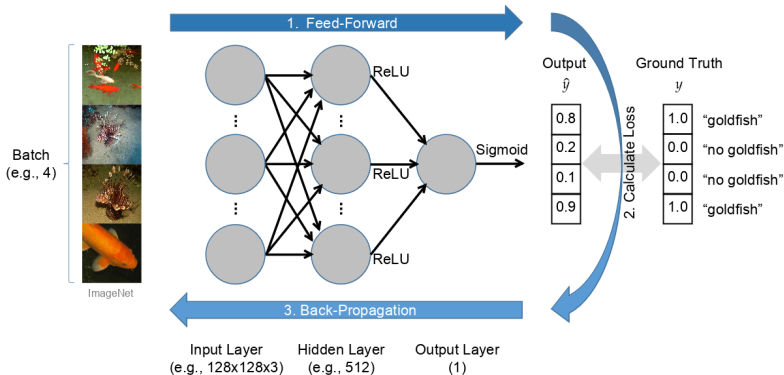 1. Feed-Forward
Batch
(e.g., 4)
ImageNet
ReLU
ReLU
ReLU
Sigmoid
Output
ŷ
0.8
0.2
0.1
0.9
2. Calculate Loss
Ground Truth
y
1.0 “goldfish”
0.0 “no goldfish”
0.0 “no goldfish”
1.0 “goldfish”
3. Back-Propagation
Input Layer
(e.g., 128x128x3)
Hidden Layer
(e.g., 512)
Output Layer
(1)